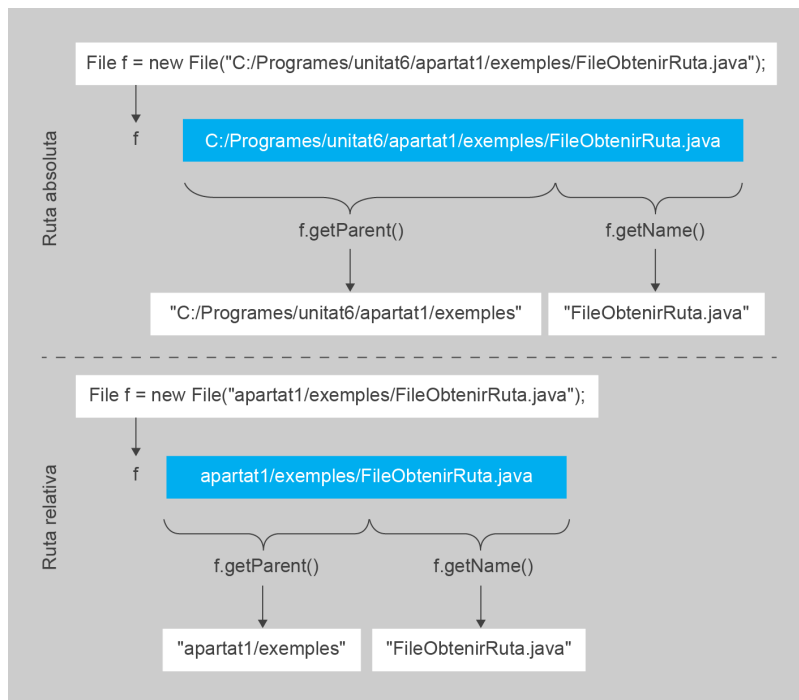 File f = new File("C:/Programes/unitat6/apartat1/exemples/FileObtenirRuta.java");
Ruta absoluta
f
C:/Programes/unitat6/apartat1/exemples/FileObtenirRuta.java
f.getParent()
f.getName()
"C:/Programes/unitat6/apartat1/exemples"
"FileObtenirRuta.java"
File f = new File("apartat1/exemples/FileObtenirRuta.java");
Ruta relativa
f
apartat1/exemples/FileObtenirRuta.java
f.getParent()
f.getName()
"apartat1/exemples"
"FileObtenirRuta.java"